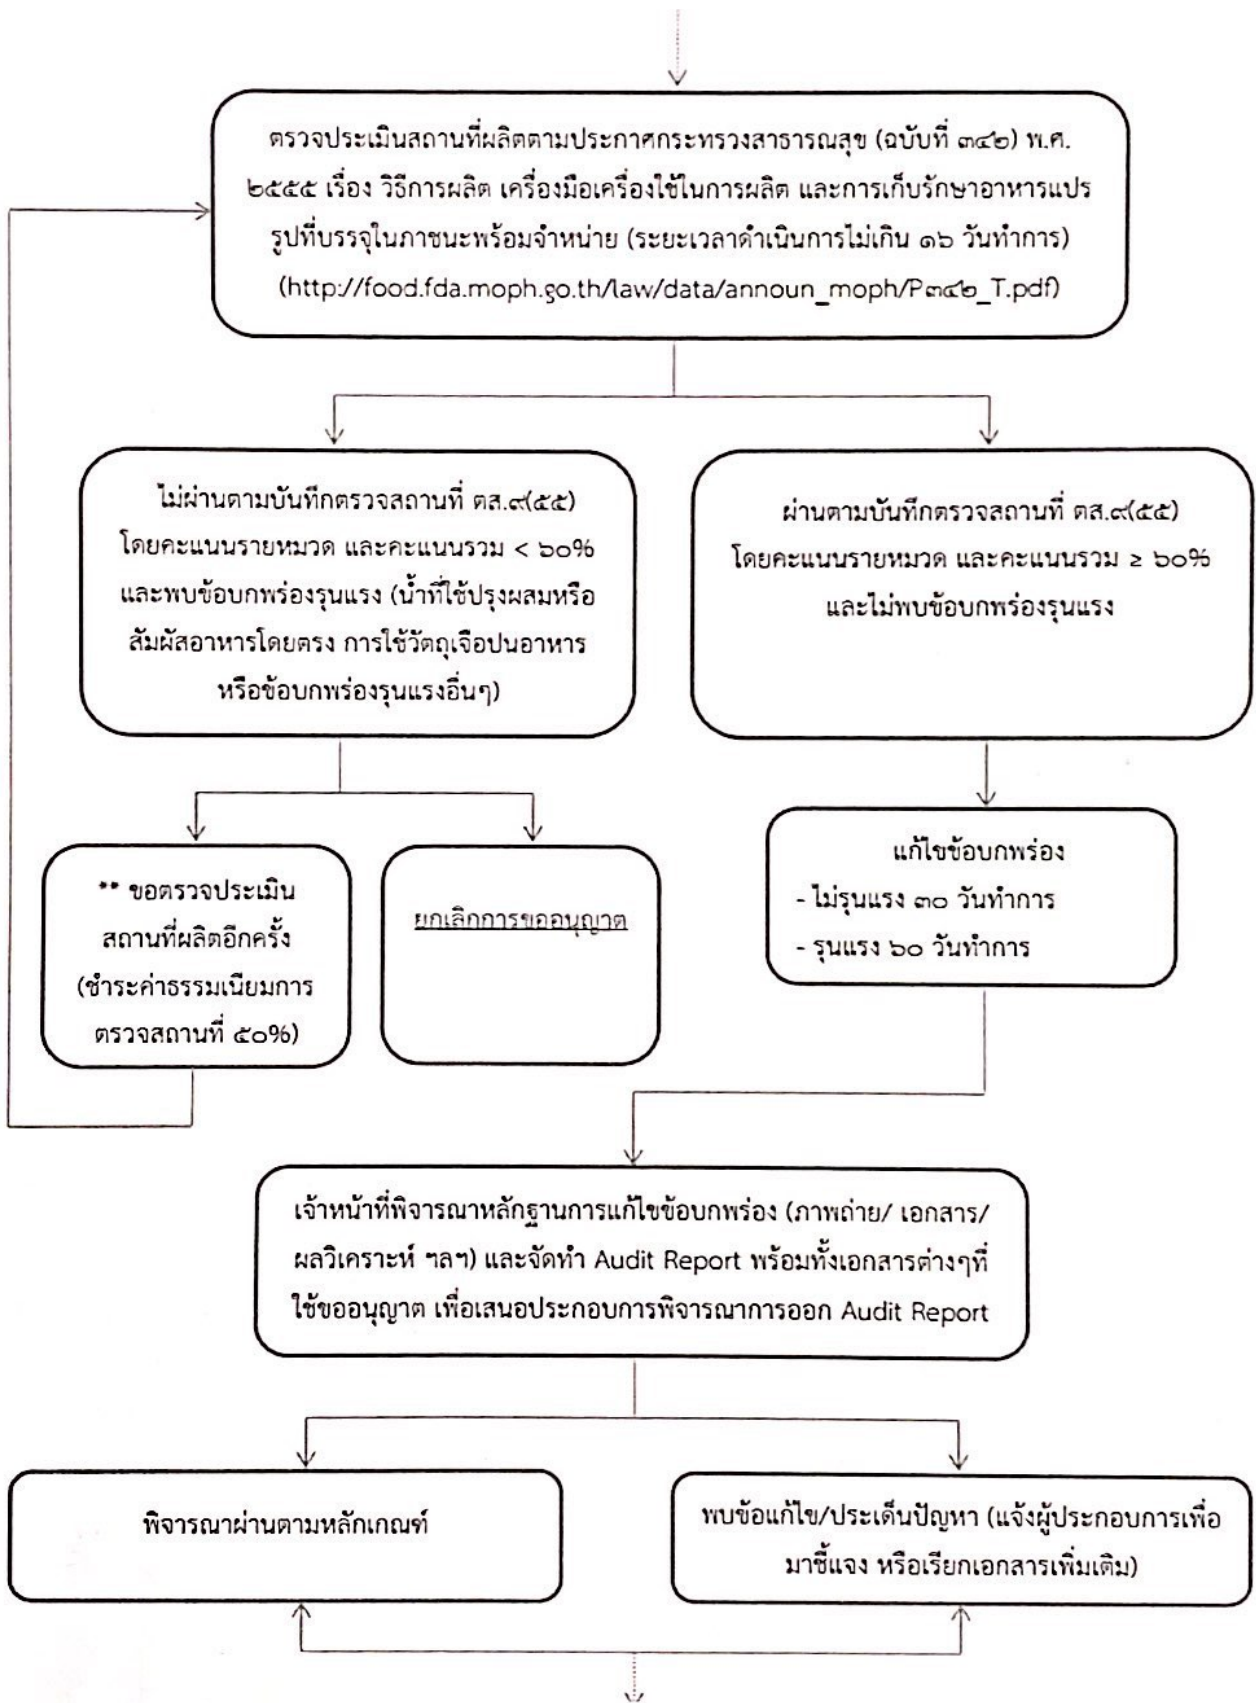 ตรวจประเมินสถานที่ผลิตตามประกาศกระทรวงสาธารณสุข (ฉบับที่ ๓๔๒) พ.ศ.
๒๕๕๕ เรื่อง วิธีการผลิต เครื่องมือเครื่องใช้ในการผลิต และการเก็บรักษาอาหารแปร
รูปที่บรรจุในภาชนะพร้อมจำหน่าย (ระยะเวลาดำเนินการไม่เกิน ๑๖ วันทำการ)
(http://food.fda.moph.go.th/law/data/announ_moph/P๓๔๒_T.pdf)
ไม่ผ่านตามบันทึกตรวจสถานที่ ตส.๙(๕๕)
โดยคะแนนรายหมวด และคะแนนรวม < ๖๐%
และพบข้อบกพร่องรุนแรง (น้ำที่ใช้ปรุงผสมหรือ
สัมผัสอาหารโดยตรง การใช้วัตถุเจือปนอาหาร
หรือข้อบกพร่องรุนแรงอื่นๆ)
ผ่านตามบันทึกตรวจสถานที่ ตส.๙(๕๕)
โดยคะแนนรายหมวด และคะแนนรวม ≥ ๖๐%
และไม่พบข้อบกพร่องรุนแรง
** ขอตรวจประเมิน
สถานที่ผลิตอีกครั้ง
(ชำระค่าธรรมเนียมการ
ตรวจสถานที่ ๕๐%)
ยกเลิกการขออนุญาต
แก้ไขข้อบกพร่อง
- ไม่รุนแรง ๓๐ วันทำการ
- รุนแรง ๖๐ วันทำการ
เจ้าหน้าที่พิจารณาหลักฐานการแก้ไขข้อบกพร่อง (ภาพถ่าย/ เอกสาร/
ผลวิเคราะห์ ฯลฯ) และจัดทำ Audit Report พร้อมทั้งเอกสารต่างๆที่
ใช้ขออนุญาต เพื่อเสนอประกอบการพิจารณาการออก Audit Report
พิจารณาผ่านตามหลักเกณฑ์
พบข้อแก้ไข/ประเด็นปัญหา (แจ้งผู้ประกอบการเพื่อ
มาชี้แจง หรือเรียกเอกสารเพิ่มเติม)